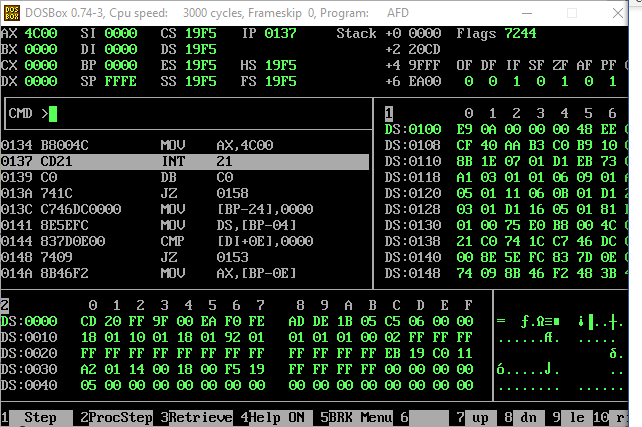 DOSBox 0.74-3, Cpu speed: 3000 cycles, Frameskip 0, Program: AFD
AX 4C00 SI 0000 CS 19F5 IP 0137 Stack +0 0000 Flags 7244
BX 0000 DI 0000 DS 19F5 +2 20CD
CX 0000 BP 0000 ES 19F5 HS 19F5 +4 9FFF OF DF IF SF ZF AF PF C
DX 0000 SP FFFE SS 19F5 FS 19F5 +6 EA00 0 0 1 0 1 0 1
CMD >
1 0 1 2 3 4 5 6
DS:0100 E9 0A 00 00 00 48 EE
DS:0108 CF 40 AA B3 C0 B9 10
DS:0110 8B 1E 07 01 D1 EB 73
DS:0118 A1 03 01 01 06 09 01
DS:0120 05 01 11 06 0B 01 D1
DS:0128 03 01 D1 16 05 01 81
DS:0130 01 00 75 E0 B8 00 4C
DS:0138 21 C0 74 1C C7 46 DC
DS:0140 00 8E 5E FC 83 7D 0E
DS:0148 74 09 8B 46 F2 48 3B
0134 B8004C MOV AX,4C00
0137 CD21 INT 21
0139 C0 DB C0
013A 741C JZ 0158
013C C746DC0000 MOV [BP-24],0000
0141 8E5EFC MOV DS,[BP-04]
0144 837D0E00 CMP [DI+0E],0000
0148 7409 JZ 0153
014A 8B46F2 MOV AX,[BP-0E]
2 0 1 2 3 4 5 6 7 8 9 A B C D E F
DS:0000 CD 20 FF 9F 00 EA F0 FE AD DE 1B 05 C5 06 00 00
DS:0010 18 01 10 01 18 01 92 01 01 01 01 00 02 FF FF FF
DS:0020 FF FF FF FF FF FF FF FF FF FF FF FF EB 19 C0 11
DS:0030 A2 01 14 00 18 00 F5 19 FF FF FF FF 00 00 00 00
DS:0040 05 00 00 00 00 00 00 00 00 00 00 00 00 00 00 00
1 Step 2 ProcStep 3 Retrieve 4 Help ON 5 BRK Menu 6 7 up 8 dn 9 le 10 r